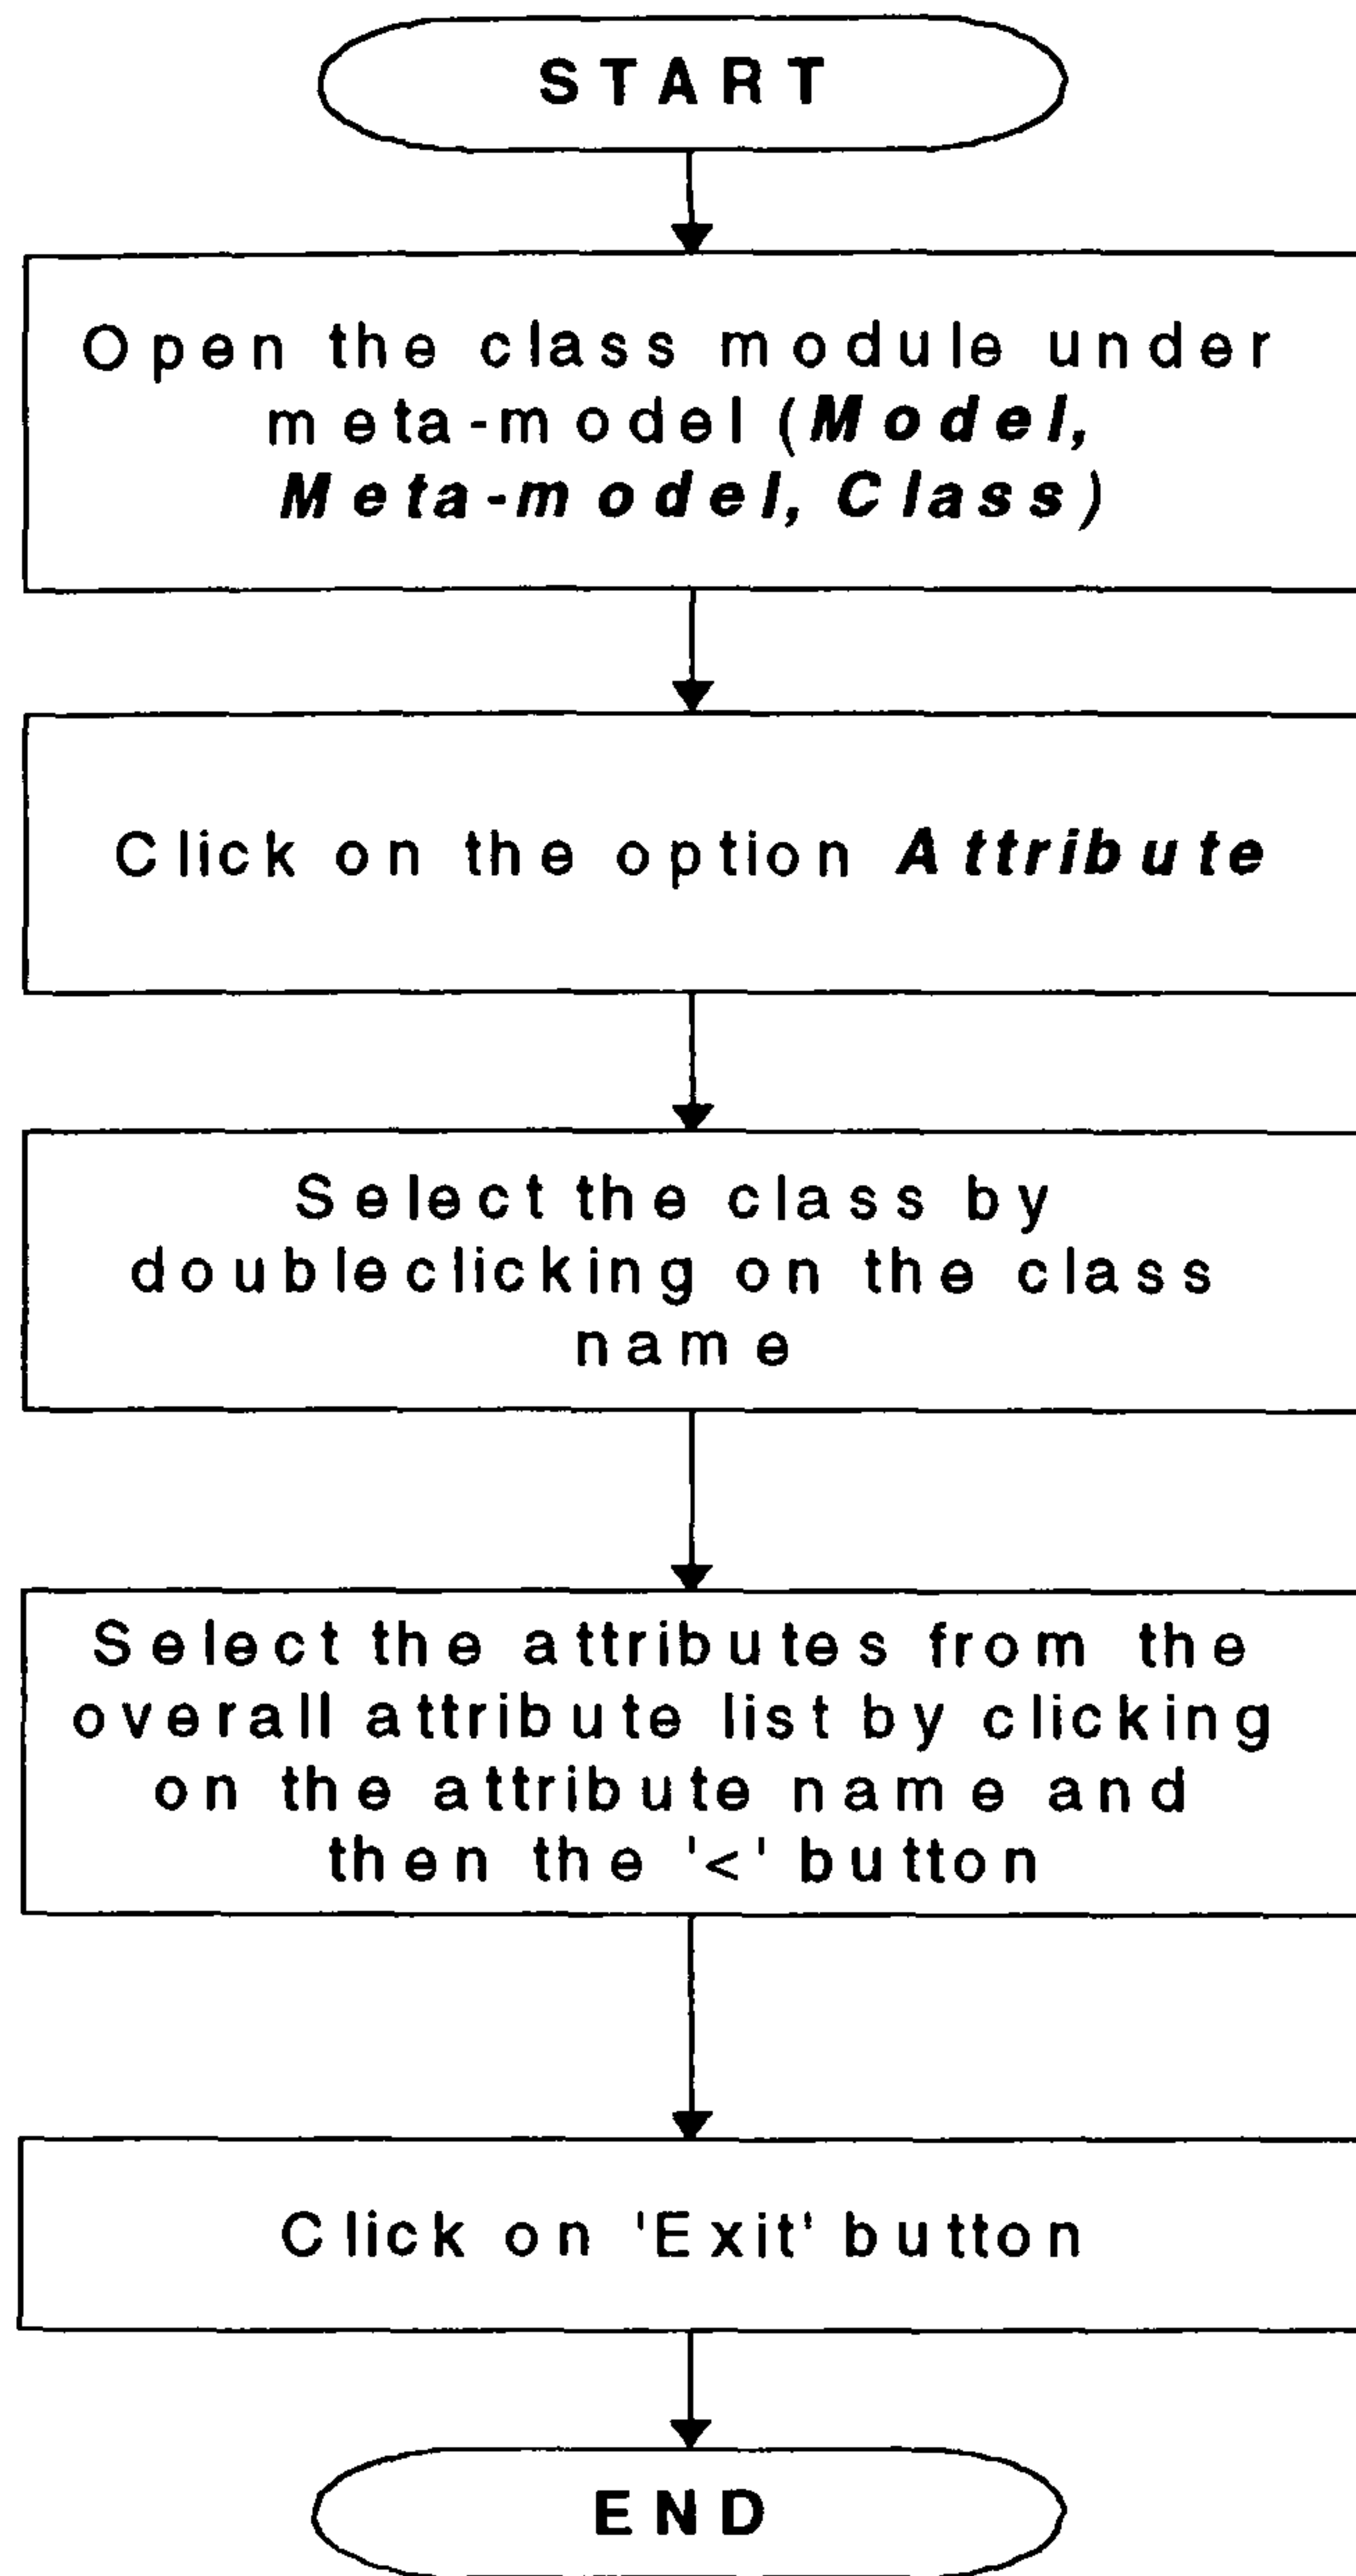 START
Open the class module under
meta-model (Model,
Meta-model, Class)
Click on the option Attribute
Select the class by
doubleclicking on the class
name
Select the attributes from the
overall attribute list by clicking
on the attribute name and
then the '<' button
Click on 'Exit' button
END